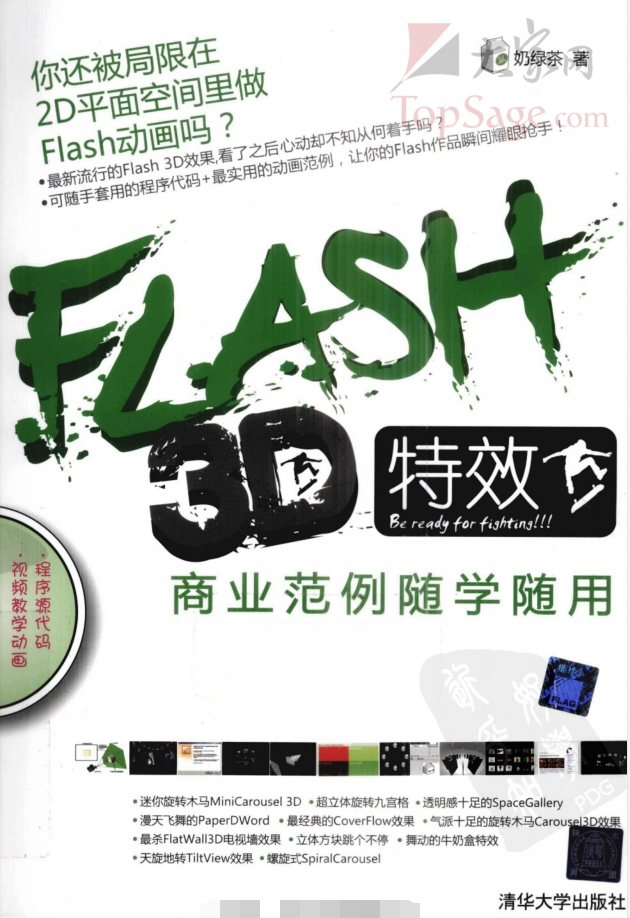 你还被局限在
2D平面空间里做
Flash动画吗？
奶绿茶 著
大家网
TopSage.com
•最新流行的Flash 3D效果,看了之后心动却不知从何着手吗？
•可随手套用的程序代码+最实用的动画范例，让你的Flash作品瞬间耀眼抢手！
FLASH
3D
特效
Be ready for fighting!!!
商业范例随学随用
•程序源代码
•视频教学动画
FLAG
PDG
•迷你旋转木马MiniCarousel 3D •超立体旋转九宫格 •透明感十足的SpaceGallery
•漫天飞舞的PaperDWord •最经典的CoverFlow效果 •气派十足的旋转木马Carousel3D效果
•最杀FlatWall3D电视墙效果 •立体方块跳个不停 •舞动的牛奶盒特效
•天旋地转TiltView效果 •螺旋式SpiralCarousel
清华大学出版社